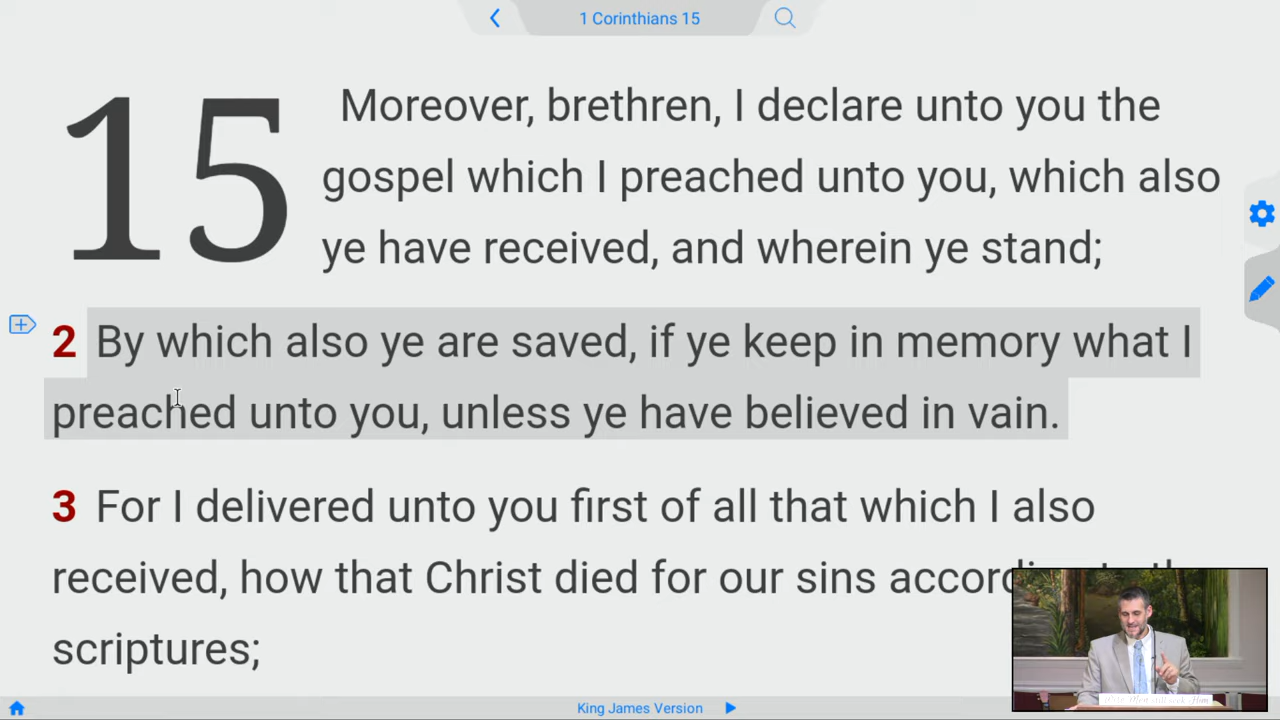 1 Corinthians 15
15 Moreover, brethren, I declare unto you the
gospel which I preached unto you, which also
ye have received, and wherein ye stand;
2 By which also ye are saved, if ye keep in memory what I
preached unto you, unless ye have believed in vain.
3 For I delivered unto you first of all that which I also
received, how that Christ died for our sins
scriptures;
King James Version